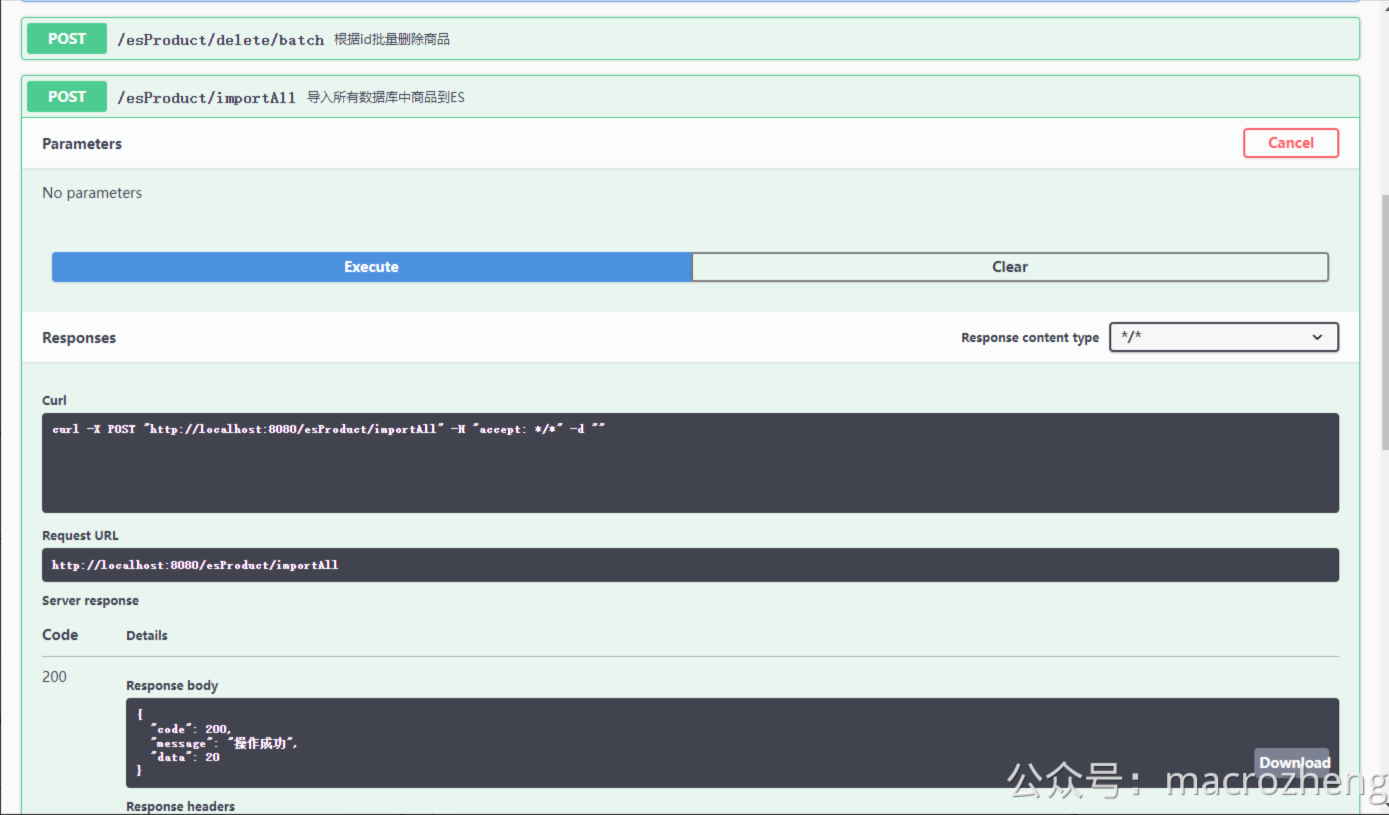 POST /esProduct/delete/batch 根据id批量删除商品
POST /esProduct/importAll 导入所有数据库中商品到ES
Parameters Cancel
No parameters
Execute Clear
Responses Response content type */*
Curl
curl -X POST "http://localhost:8080/esProduct/importAll" -H "accept: */*" -d ""
Request URL
http://localhost:8080/esProduct/importAll
Server response
Code Details
200
Response body
{
"code": 200,
"message": "操作成功",
"data": 20
}
Download
公众号：macrozheng
Response headers